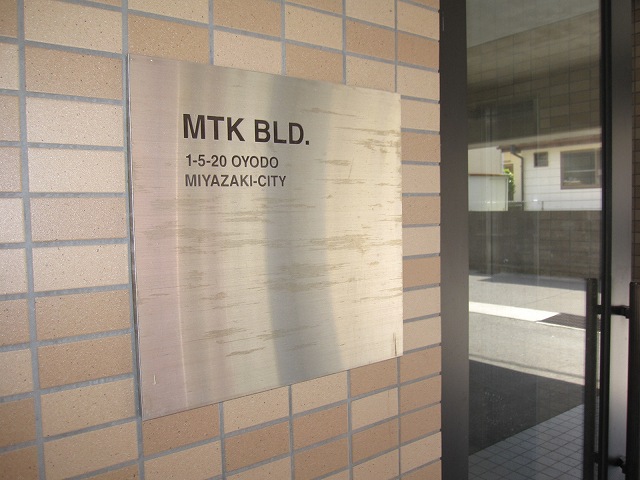 MTK BLD.
1-5-20 OYODO
MIYAZAKI-CITY